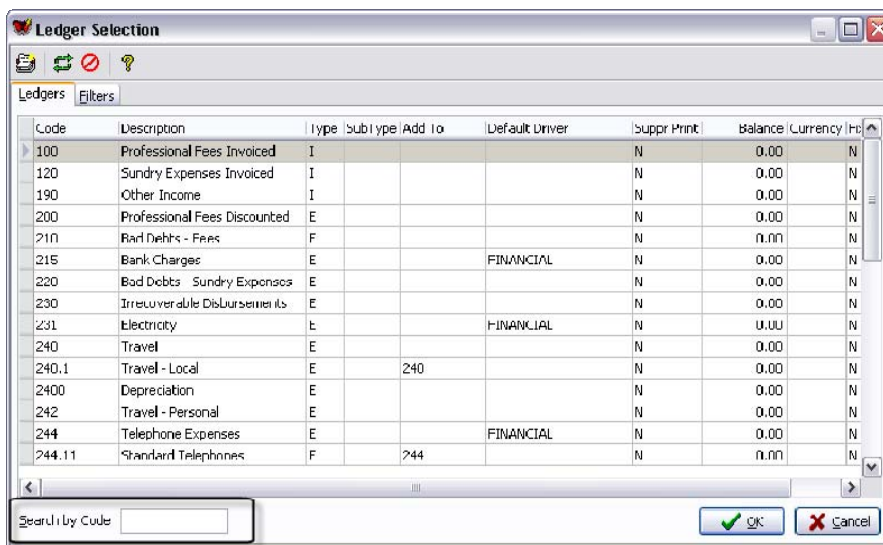 Ledger Selection
Ledgers Filters
Code Description Type SubType Add To Default Driver Suppr Print Balance Currency
100 Professional Fees Invoiced I N 0.00 N
120 Sundry Expenses Invoiced I N 0.00 N
190 Other Income I N 0.00 N
200 Professional Fees Discounted E N 0.00 N
210 Bad Debts - Fees E N 0.00 N
215 Bank Charges E FINANCIAL N 0.00 N
220 Bad Debts - Sundry Expenses E N 0.00 N
230 Irrecoverable Disbursements E N 0.00 N
231 Electricity E FINANCIAL N 0.00 N
240 Travel E N 0.00 N
240.1 Travel - Local E 240 N 0.00 N
2400 Depreciation E N 0.00 N
242 Travel - Personal E N 0.00 N
244 Telephone Expenses E FINANCIAL N 0.00 N
244.11 Standard Telephones E 244 N 0.00 N
Search by Code OK Cancel